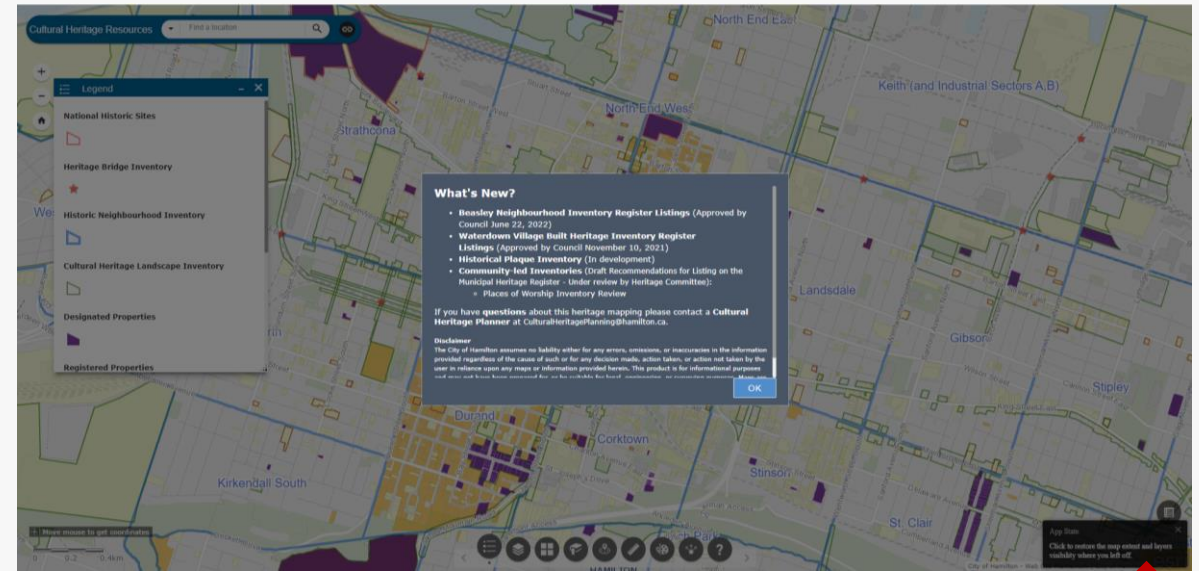 Cultural Heritage Resources
Find a location
Legend
National Historic Sites
Heritage Bridge Inventory
Historic Neighbourhood Inventory
Cultural Heritage Landscape Inventory
Designated Properties
Registered Properties
North End East
Keith (and Industrial Sectors A,B)
North End West
Strathcona
What's New?
• Beasley Neighbourhood Inventory Register Listings (Approved by
Council June 22, 2022)
• Waterdown Village Built Heritage Inventory Register
Listings (Approved by Council November 10, 2021)
• Historical Plaque Inventory (In development)
• Community-led Inventories (Draft Recommendations for Listing on the
Municipal Heritage Register - Under review by Heritage Committee):
Places of Worship Inventory Review
If you have questions about this heritage mapping please contact a Cultural
Heritage Planner at CulturalHeritagePlanning@hamilton.ca.
Disclaimer
The City of Hamilton assumes no liability either for any errors, omissions, or inaccuracies in the information
provided regardless of the cause of such or for any decision made, action taken, or action not taken by the
user in reliance upon any maps or information provided herein. This product is for informational purposes
OK
Landsdale
Gibson
Stipley
Durand
Corktown
Stinson
Kirkendall South
St. Clair
+ Move mouse to get coordinates
0 0.2 0.4km
HAMILTON
App State
Click to restore the map extent and layers
visibility where you left off.